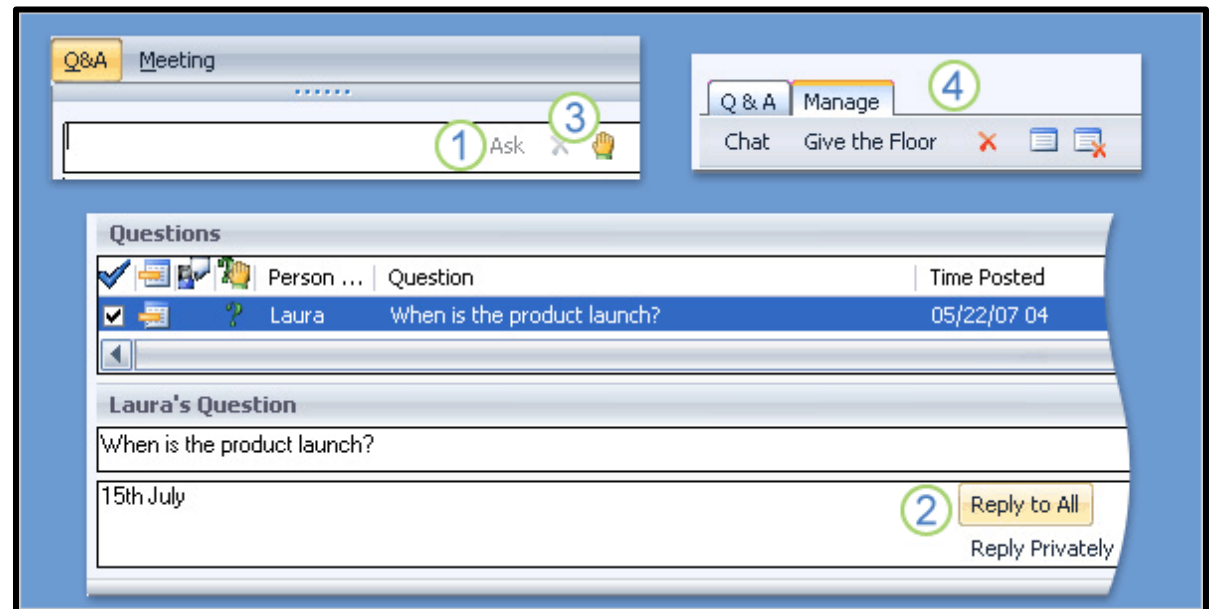 Q&A Meeting
3
1 Ask
4
Q & A Manage
Chat Give the Floor
Questions
Person ... Question Time Posted
Laura When is the product launch? 05/22/07 04
Laura's Question
When is the product launch?
15th July
2 Reply to All
Reply Privately